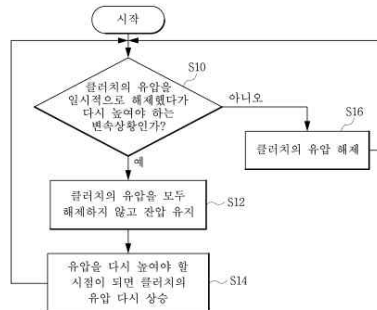 시작
S10
클러치의 유압을
일시적으로 해제했다가
다시 높여야 하는
변속상황인가?
아니오
S16
클러치의 유압 해제
예
클러치의 유압을 모두
해제하지 않고 잔압 유지
S12
유압을 다시 높여야 할
시점이 되면 클러치의
유압 다시 상승
S14